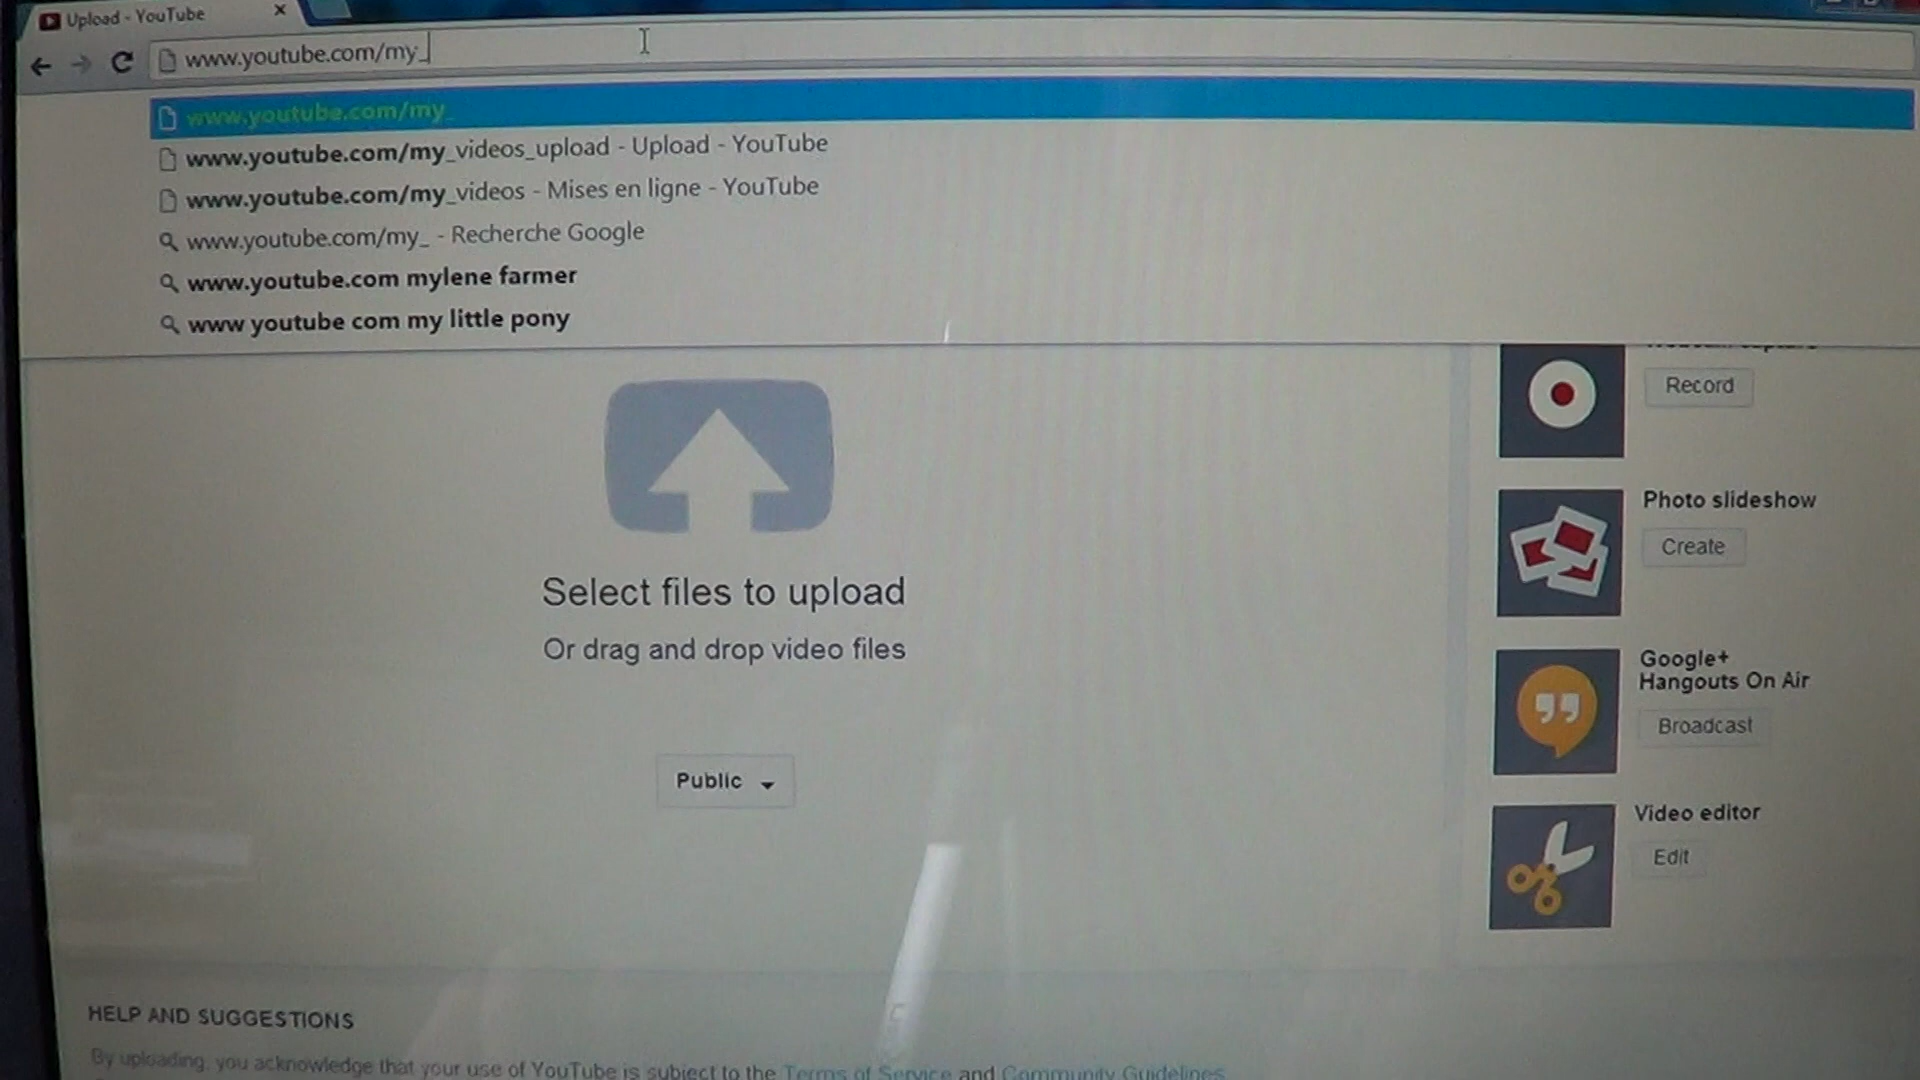 Upload - YouTube
www.youtube.com/my_
www.youtube.com/my_
www.youtube.com/my_videos_upload - Upload - YouTube
www.youtube.com/my_videos - Mises en ligne - YouTube
www.youtube.com/my_ - Recherche Google
www.youtube.com mylene farmer
www youtube com my little pony
Record
Photo slideshow
Create
Select files to upload
Or drag and drop video files
Google+
Hangouts On Air
Broadcast
Public
Video editor
Edit
HELP AND SUGGESTIONS
By uploading, you acknowledge that your use of YouTube is subject to the Terms of Service and Community Guidelines